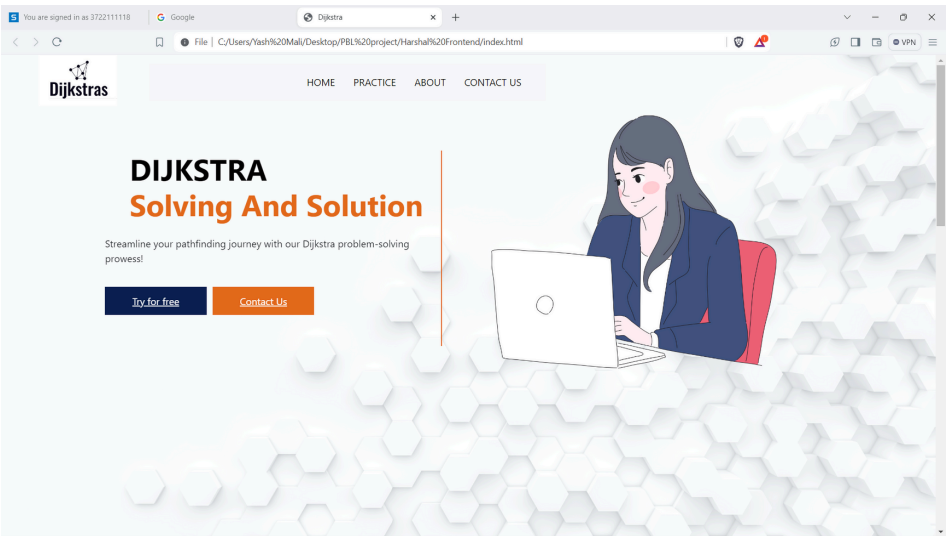 You are signed in as 3722111118
Google
Dijkstra
File | C:/Users/Yash%20Mali/Desktop/PBL%20project/Harshal%20Frontend/index.html
VPN
Dijkstras
HOME PRACTICE ABOUT CONTACT US
DIJKSTRA
Solving And Solution
Streamline your pathfinding journey with our Dijkstra problem-solving
prowess!
Try for free Contact Us